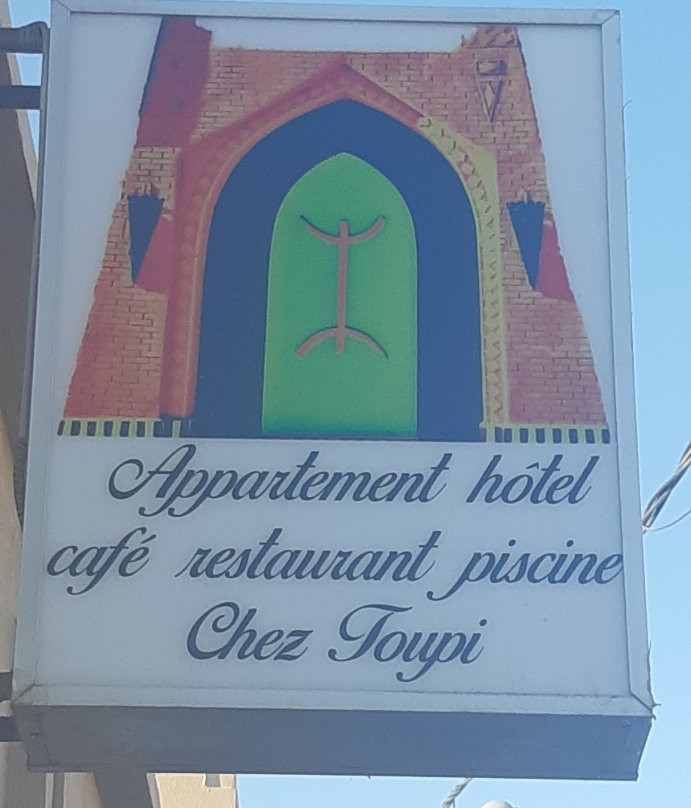 Appartement hôtel
café restaurant piscine
Chez Toupi